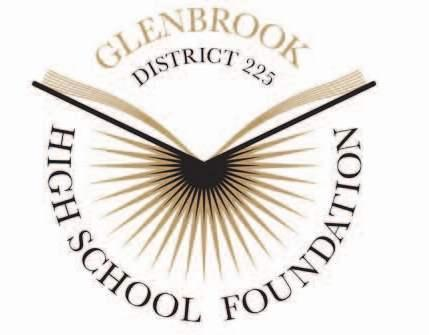 GLENBROOK
DISTRICT 225
HIGH SCHOOL FOUNDATION